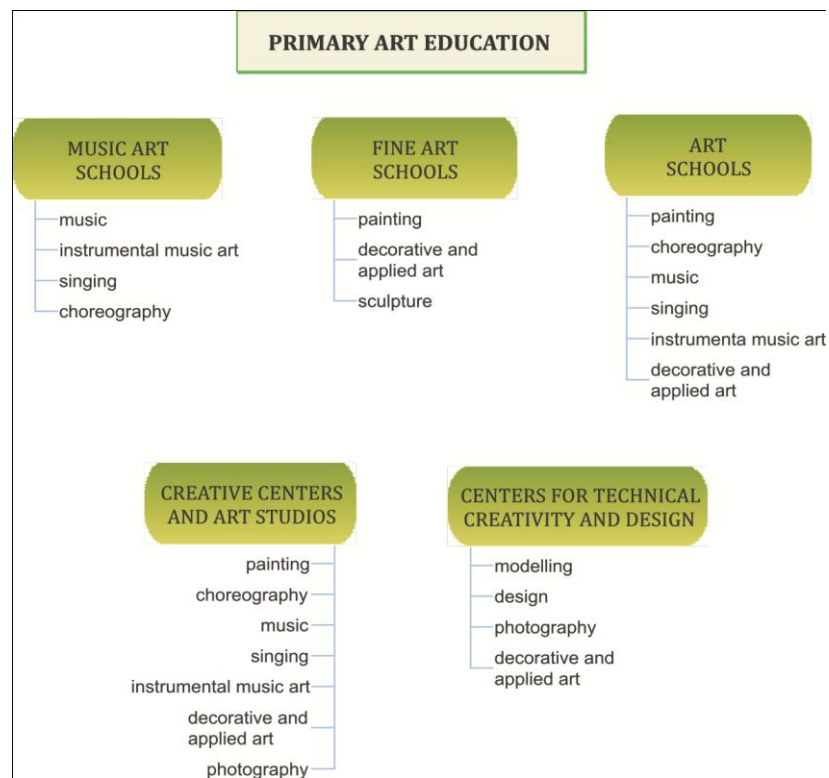 PRIMARY ART EDUCATION
MUSIC ART
SCHOOLS
music
instrumental music art
singing
choreography
FINE ART
SCHOOLS
painting
decorative and
applied art
sculpture
ART
SCHOOLS
painting
choreography
music
singing
instrumenta music art
decorative and
applied art
CREATIVE CENTERS
AND ART STUDIOS
painting
choreography
music
singing
instrumental music art
decorative and
applied art
photography
CENTERS FOR TECHNICAL
CREATIVITY AND DESIGN
modelling
design
photography
decorative and
applied art